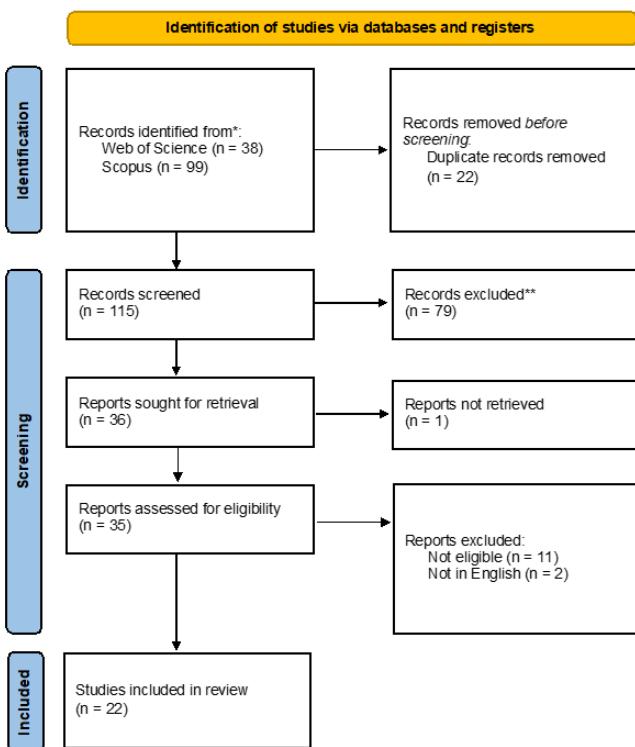 Identification of studies via databases and registers
Identification
Records identified from*:
Web of Science (n = 38)
Scopus (n = 99)
Records removed before
screening:
Duplicate records removed
(n = 22)
Screening
Records screened
(n = 115)
Records excluded**
(n = 79)
Reports sought for retrieval
(n = 36)
Reports not retrieved
(n = 1)
Reports assessed for eligibility
(n = 35)
Reports excluded:
Not eligible (n = 11)
Not in English (n = 2)
Included
Studies included in review
(n = 22)